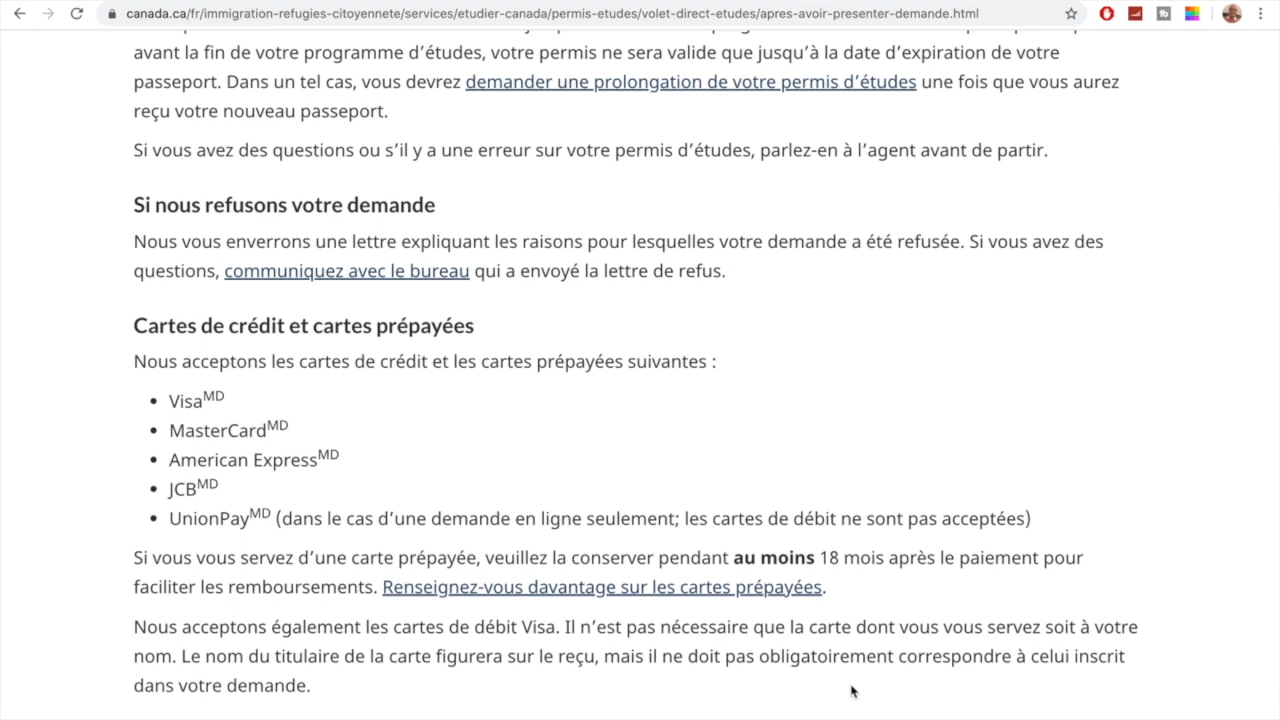 canada.ca/fr/immigration-refugies-citoyennete/services/etudier-canada/permis-etudes/volet-direct-etudes/apres-avoir-presenter-demande.html
avant la fin de votre programme d’études, votre permis ne sera valide que jusqu’à la date d’expiration de votre
passeport. Dans un tel cas, vous devrez demander une prolongation de votre permis d’études une fois que vous aurez
reçu votre nouveau passeport.
Si vous avez des questions ou s’il y a une erreur sur votre permis d’études, parlez-en à l’agent avant de partir.
Si nous refusons votre demande
Nous vous enverrons une lettre expliquant les raisons pour lesquelles votre demande a été refusée. Si vous avez des
questions, communiquez avec le bureau qui a envoyé la lettre de refus.
Cartes de crédit et cartes prépayées
Nous acceptons les cartes de crédit et les cartes prépayées suivantes :
• Visa^MD
• MasterCard^MD
• American Express^MD
• JCB^MD
• UnionPay^MD (dans le cas d’une demande en ligne seulement; les cartes de débit ne sont pas acceptées)
Si vous vous servez d’une carte prépayée, veuillez la conserver pendant au moins 18 mois après le paiement pour
faciliter les remboursements. Renseignez-vous davantage sur les cartes prépayées.
Nous acceptons également les cartes de débit Visa. Il n’est pas nécessaire que la carte dont vous vous servez soit à votre
nom. Le nom du titulaire de la carte figurera sur le reçu, mais il ne doit pas obligatoirement correspondre à celui inscrit
dans votre demande.